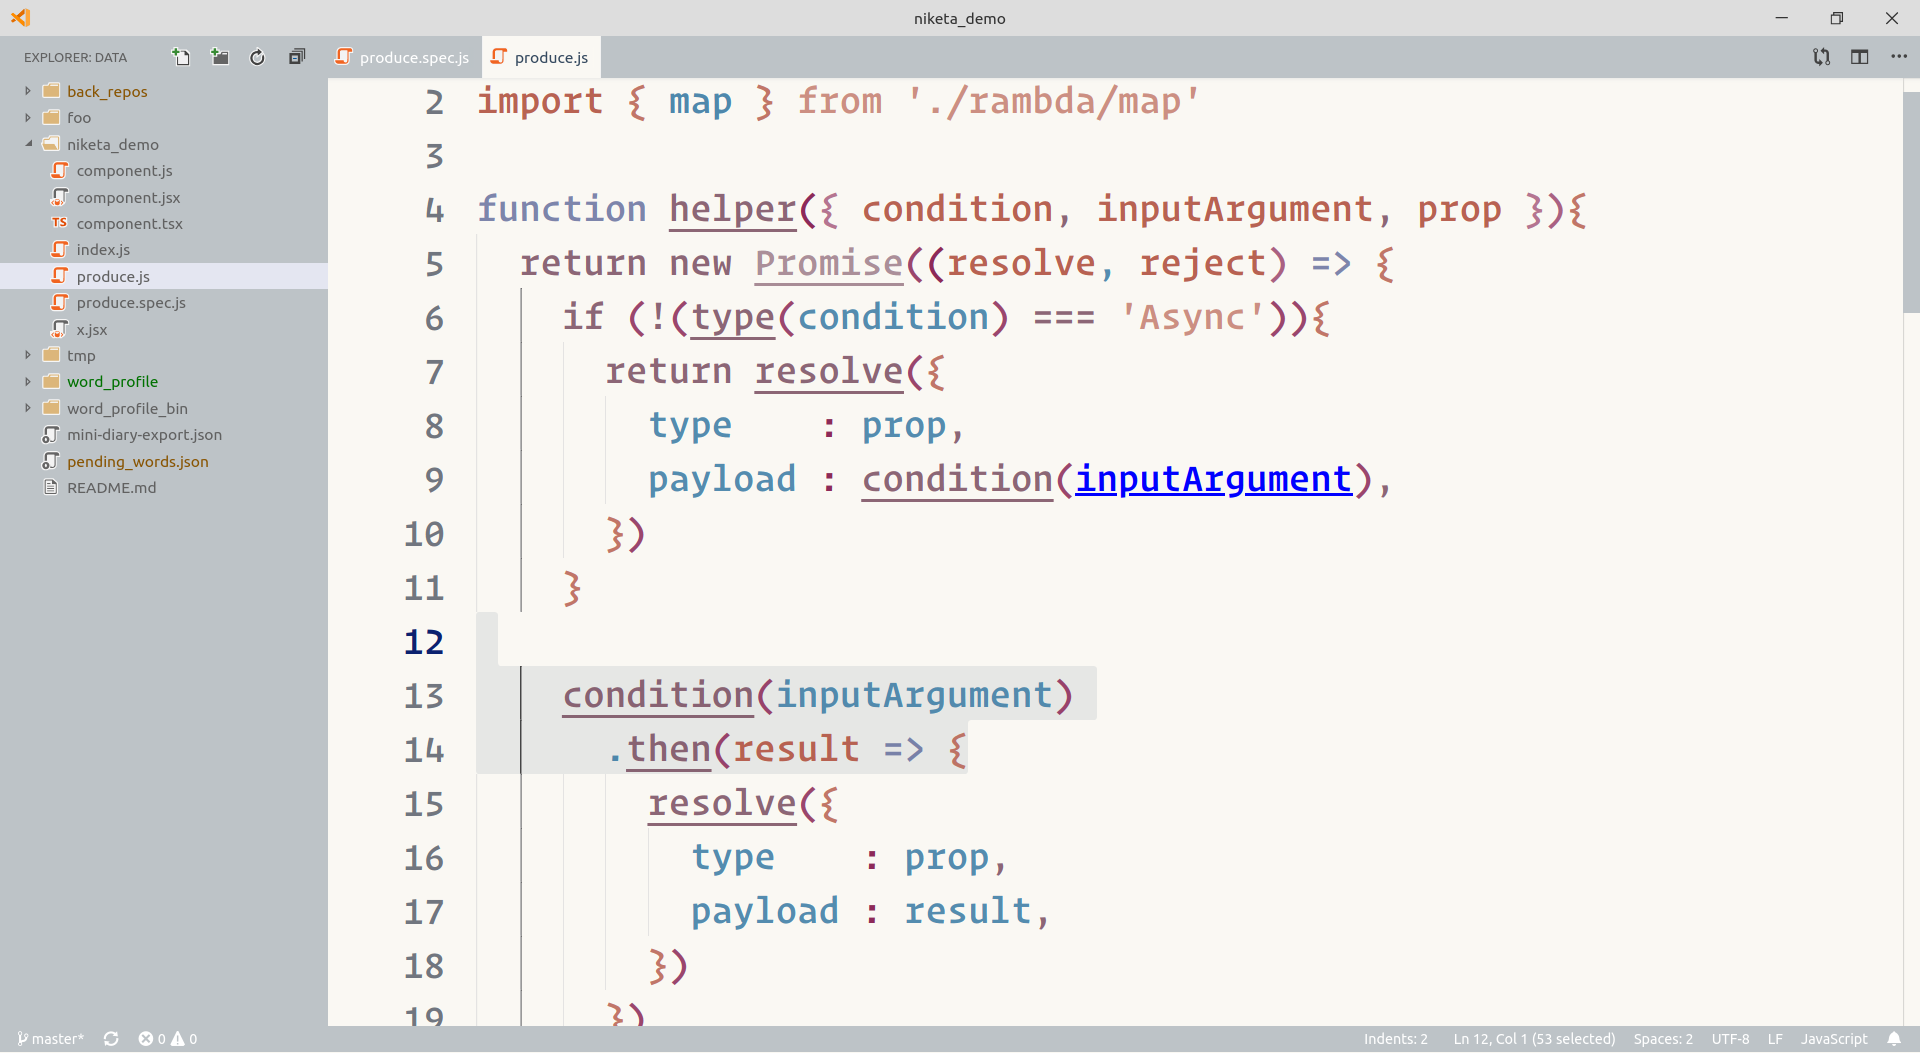 niketa_demo
EXPLORER: DATA
produce.spec.js
produce.js
back_repos
foo
niketa_demo
component.js
component.jsx
TS component.tsx
index.js
produce.js
produce.spec.js
x.jsx
tmp
word_profile
word_profile_bin
mini-diary-export.json
pending_words.json
README.md
2 import { map } from './rambda/map'
3
4 function helper({ condition, inputArgument, prop }){
5   return new Promise((resolve, reject) => {
6     if (!(type(condition) === 'Async')){
7       return resolve({
8         type    : prop,
9         payload : condition(inputArgument),
10       })
11     }
12
13     condition(inputArgument)
14       .then(result => {
15         resolve({
16           type    : prop,
17           payload : result,
18         })
19       })
master* 0 0 Indents: 2 Ln 12, Col 1 (53 selected) Spaces: 2 UTF-8 LF JavaScript